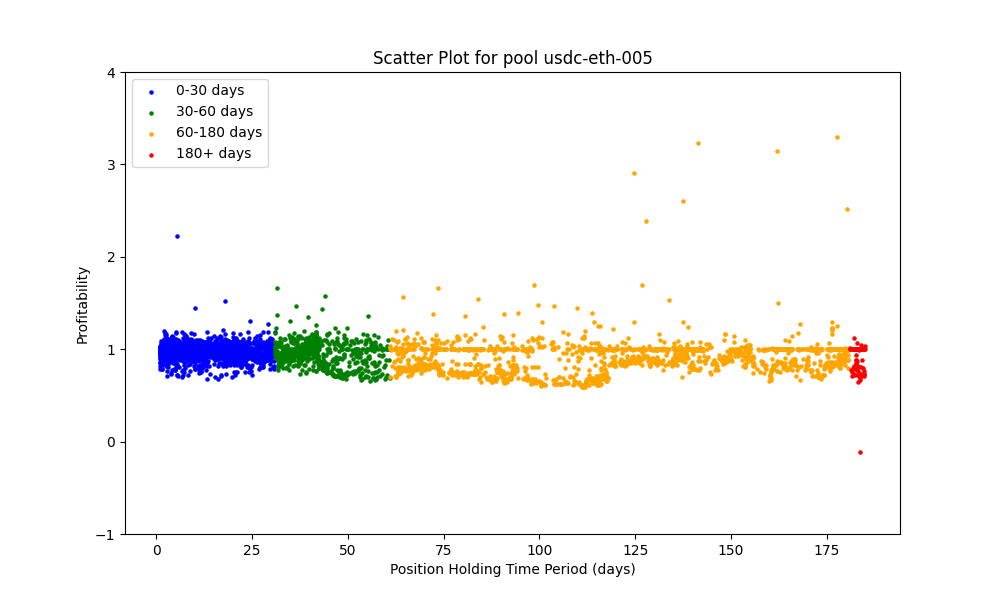 Scatter Plot for pool usdc-eth-005
4
3
2
1
0
−1
Profitability
0-30 days
30-60 days
60-180 days
180+ days
0 25 50 75 100 125 150 175
Position Holding Time Period (days)